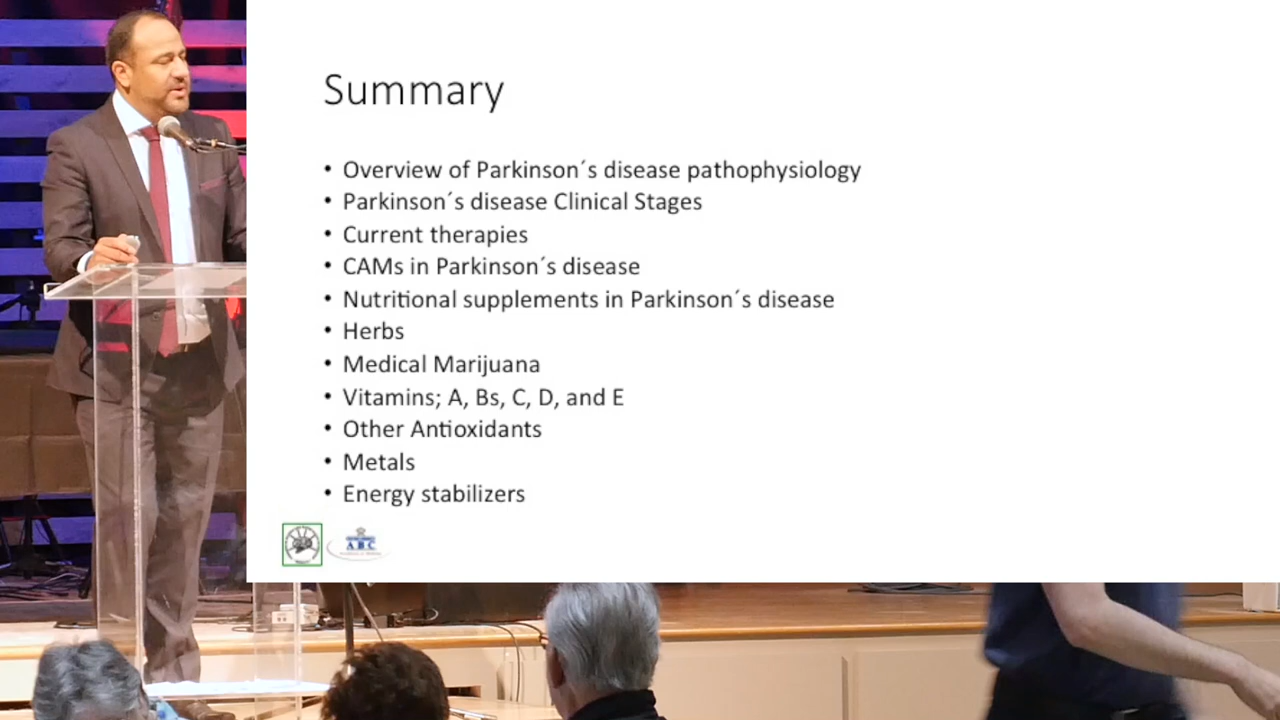 Summary
• Overview of Parkinson´s disease pathophysiology
• Parkinson´s disease Clinical Stages
• Current therapies
• CAMs in Parkinson´s disease
• Nutritional supplements in Parkinson´s disease
• Herbs
• Medical Marijuana
• Vitamins; A, Bs, C, D, and E
• Other Antioxidants
• Metals
• Energy stabilizers
ABC